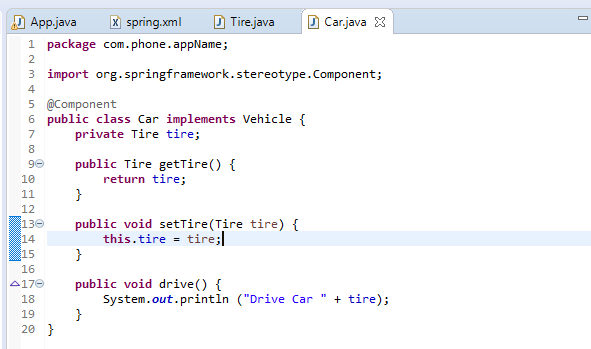 App.java spring.xml Tire.java Car.java
1 package com.phone.appName;
2
3 import org.springframework.stereotype.Component;
4
5 @Component
6 public class Car implements Vehicle {
7     private Tire tire;
8
9     public Tire getTire() {
10         return tire;
11     }
12
13     public void setTire(Tire tire) {
14         this.tire = tire;
15     }
16
17     public void drive() {
18         System.out.println ("Drive Car " + tire);
19     }
20 }